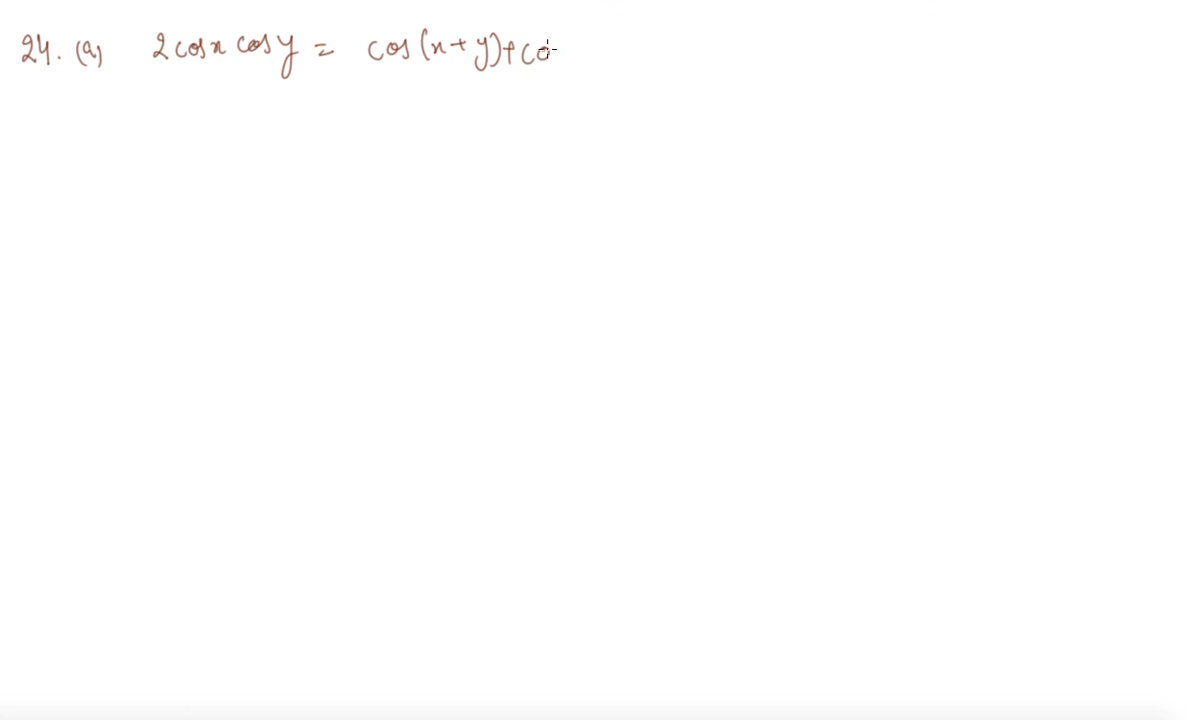 24. (a) 2 cos x cos y = cos (x + y) + co